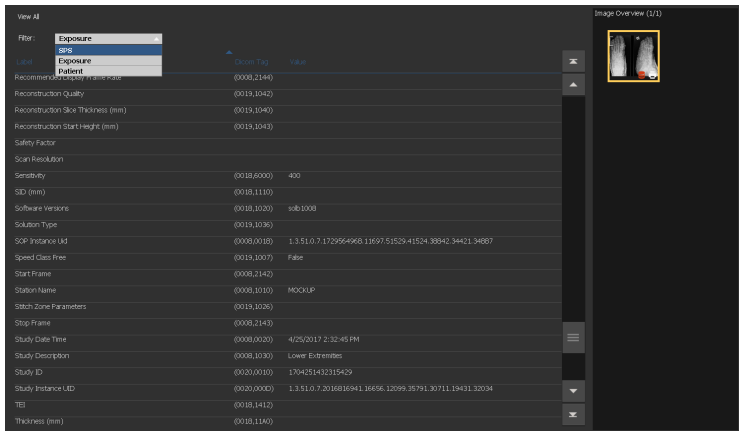 View All
Image Overview (1/1)
Filter: Exposure
SPS
Exposure
Patient
Label Dicom Tag Value
Recommended Display Frame Rate (0008,2144)
Reconstruction Quality (0019,1042)
Reconstruction Slice Thickness (mm) (0019,1040)
Reconstruction Start Height (mm) (0019,1043)
Safety Factor
Scan Resolution
Sensitivity (0018,6000) 400
SID (mm) (0018,1110)
Software Versions (0018,1020) solb1008
Solution Type (0019,1036)
SOP Instance Uid (0008,0018) 1.3.51.0.7.1729564968.11697.51529.41524.38842.34421.34887
Speed Class Free (0019,1007) False
Start Frame (0008,2142)
Station Name (0008,1010) MOCKUP
Stitch Zone Parameters (0019,1026)
Stop Frame (0008,2143)
Study Date Time (0008,0020) 4/25/2017 2:32:45 PM
Study Description (0008,1030) Lower Extremities
Study ID (0020,0010) 1704251432315429
Study Instance UID (0020,000D) 1.3.51.0.7.2016816941.16656.12099.35791.30711.19431.32034
TEI (0018,1412)
Thickness (mm) (0018,11A0)